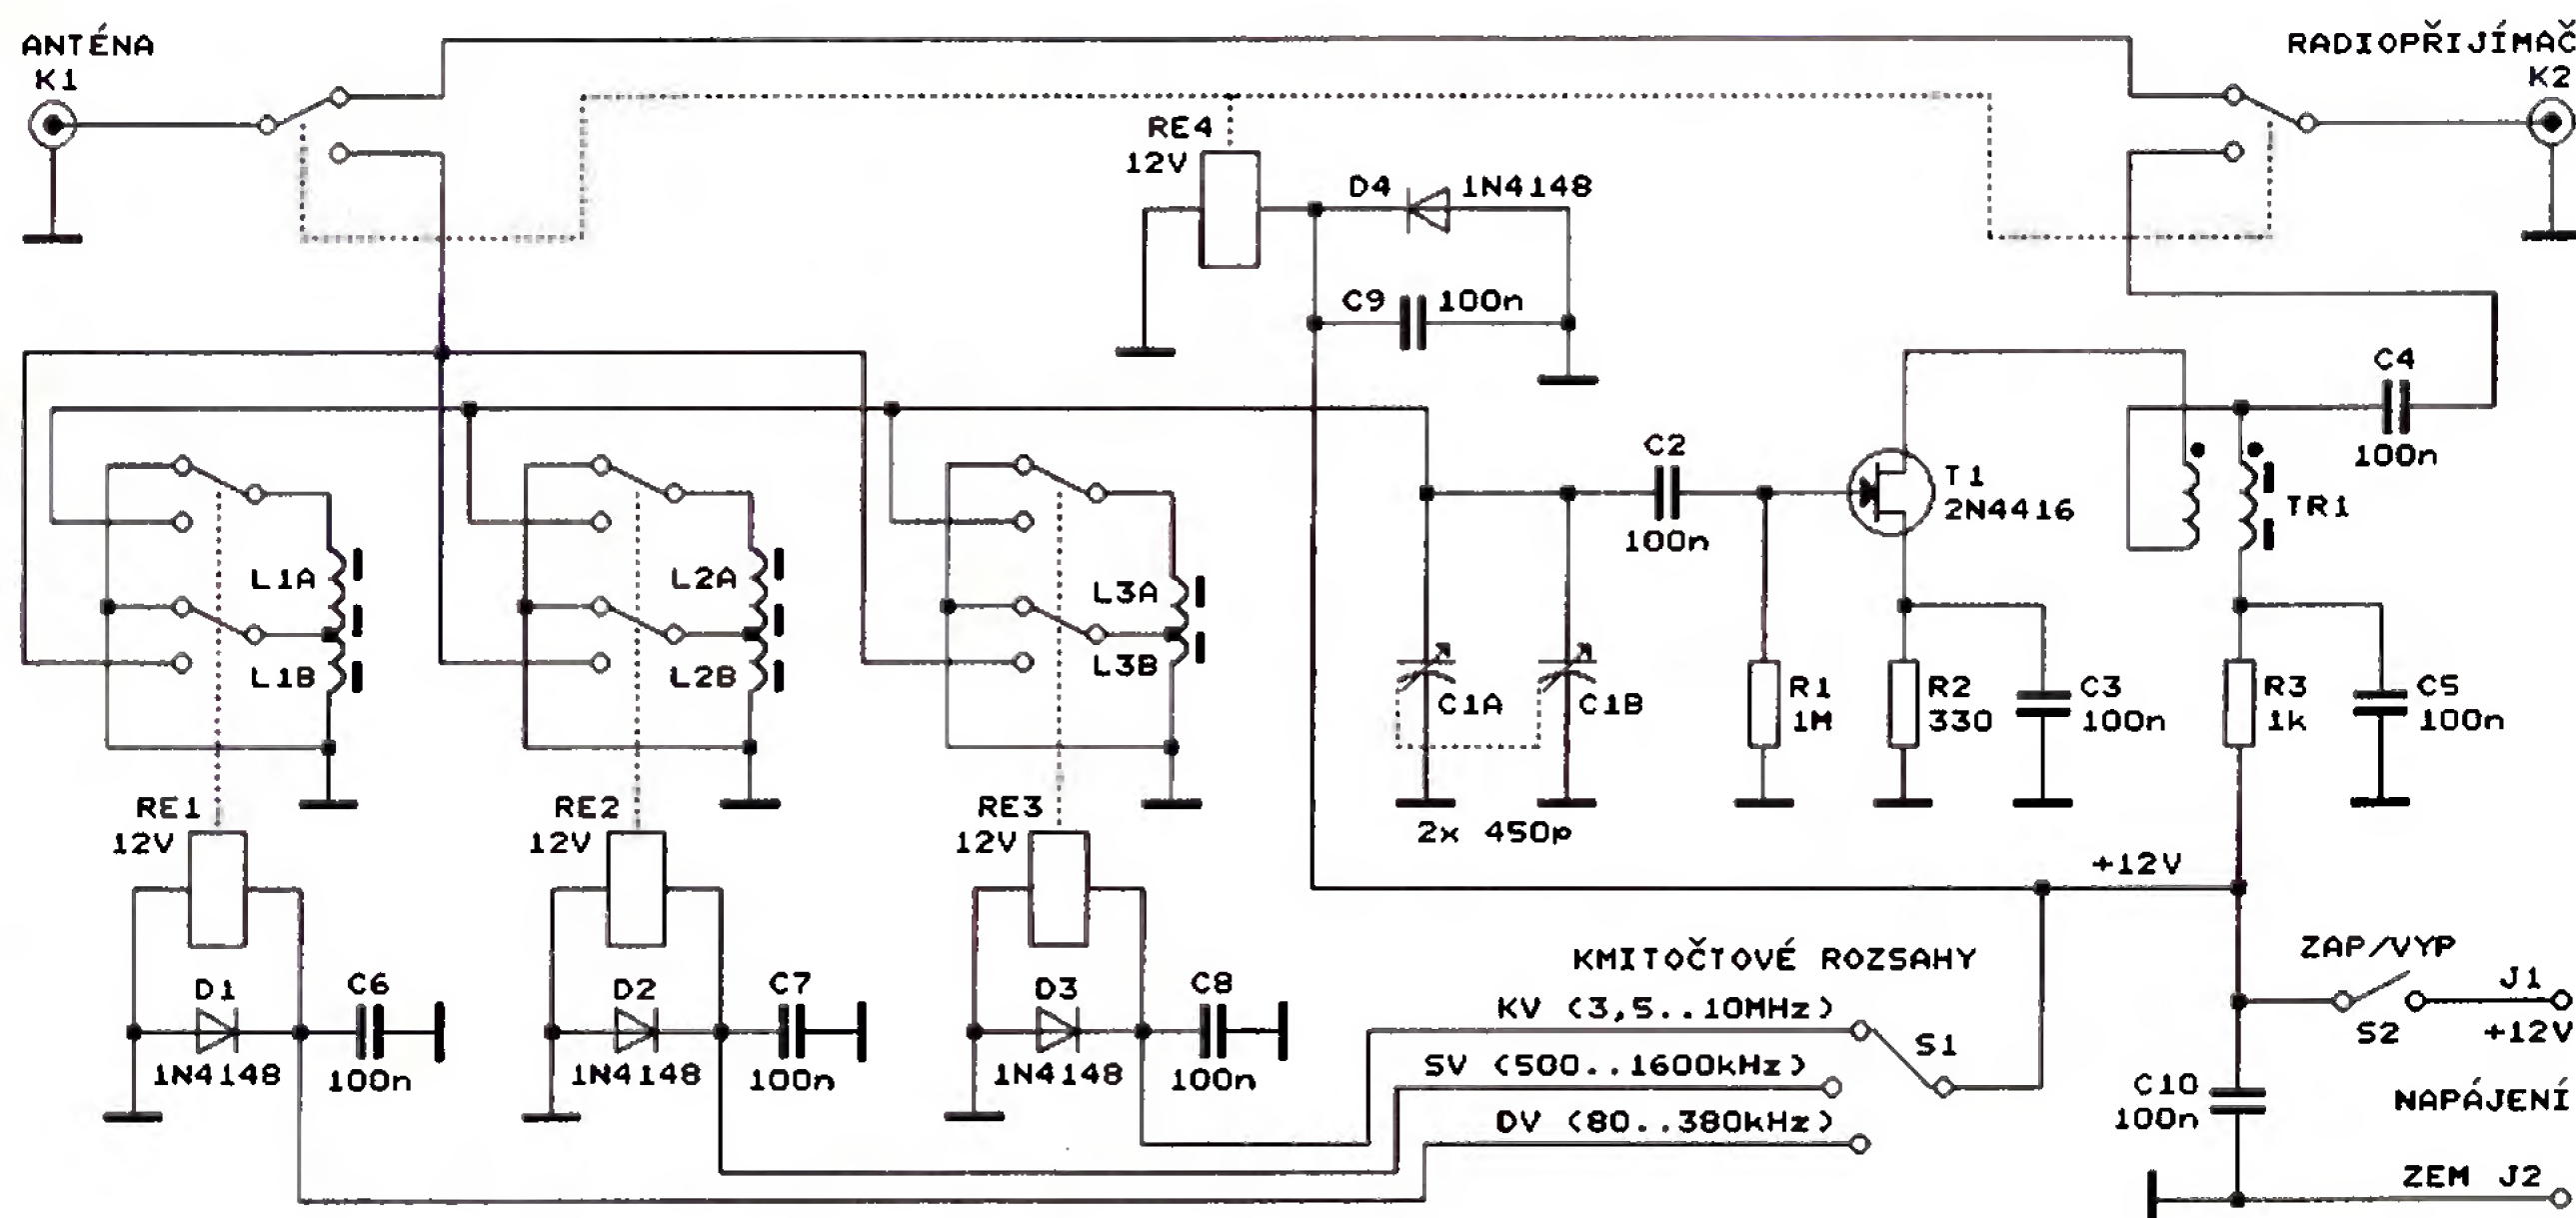 ANTÉNA
K1
RADIOPŘIJÍMAČ
K2
RE4
12V
D4
1N4148
C9
100n
C4
100n
C2
100n
T1
2N4416
TR1
L1A
L1B
L2A
L2B
L3A
L3B
C1A
C1B
2x 450p
R1
1M
R2
330
C3
100n
R3
1k
C5
100n
RE1
12V
RE2
12V
RE3
12V
+12V
D1
1N4148
C6
100n
D2
1N4148
C7
100n
D3
1N4148
C8
100n
KMITOČTOVÉ ROZSAHY
KV (3,5..10MHz)
SV (500..1600kHz)
DV (80..380kHz)
S1
ZAP/VYP
S2
J1
+12V
C10
100n
NAPÁJENÍ
ZEM J2